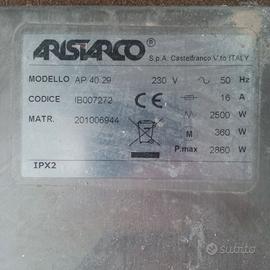 ARISTARCO ®
S.p.A. Castelfranco V.to ITALY
MODELLO AP 40.29 230 V 50 Hz
CODICE IB007272 CE 16 A
MATR. 201006944 2500 W
M 360 W
P.max 2860 W
IPX2
subito